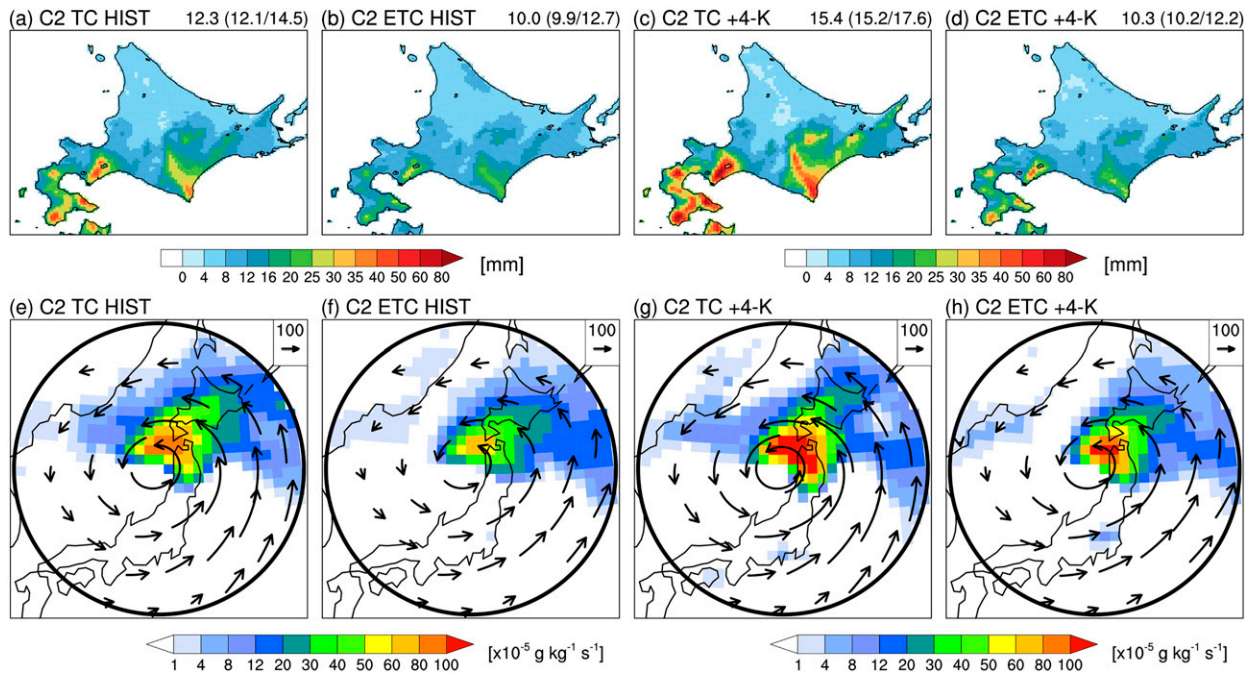 (a) C2 TC HIST 12.3 (12.1/14.5) (b) C2 ETC HIST 10.0 (9.9/12.7) (c) C2 TC +4-K 15.4 (15.2/17.6) (d) C2 ETC +4-K 10.3 (10.2/12.2)
0 4 8 12 16 20 25 30 35 40 50 60 80 [mm] 0 4 8 12 16 20 25 30 35 40 50 60 80 [mm]
(e) C2 TC HIST (f) C2 ETC HIST (g) C2 TC +4-K (h) C2 ETC +4-K
100 100 100 100
1 4 8 12 20 30 40 50 60 80 100 [x10⁻⁵ g kg⁻¹ s⁻¹] 1 4 8 12 20 30 40 50 60 80 100 [x10⁻⁵ g kg⁻¹ s⁻¹]